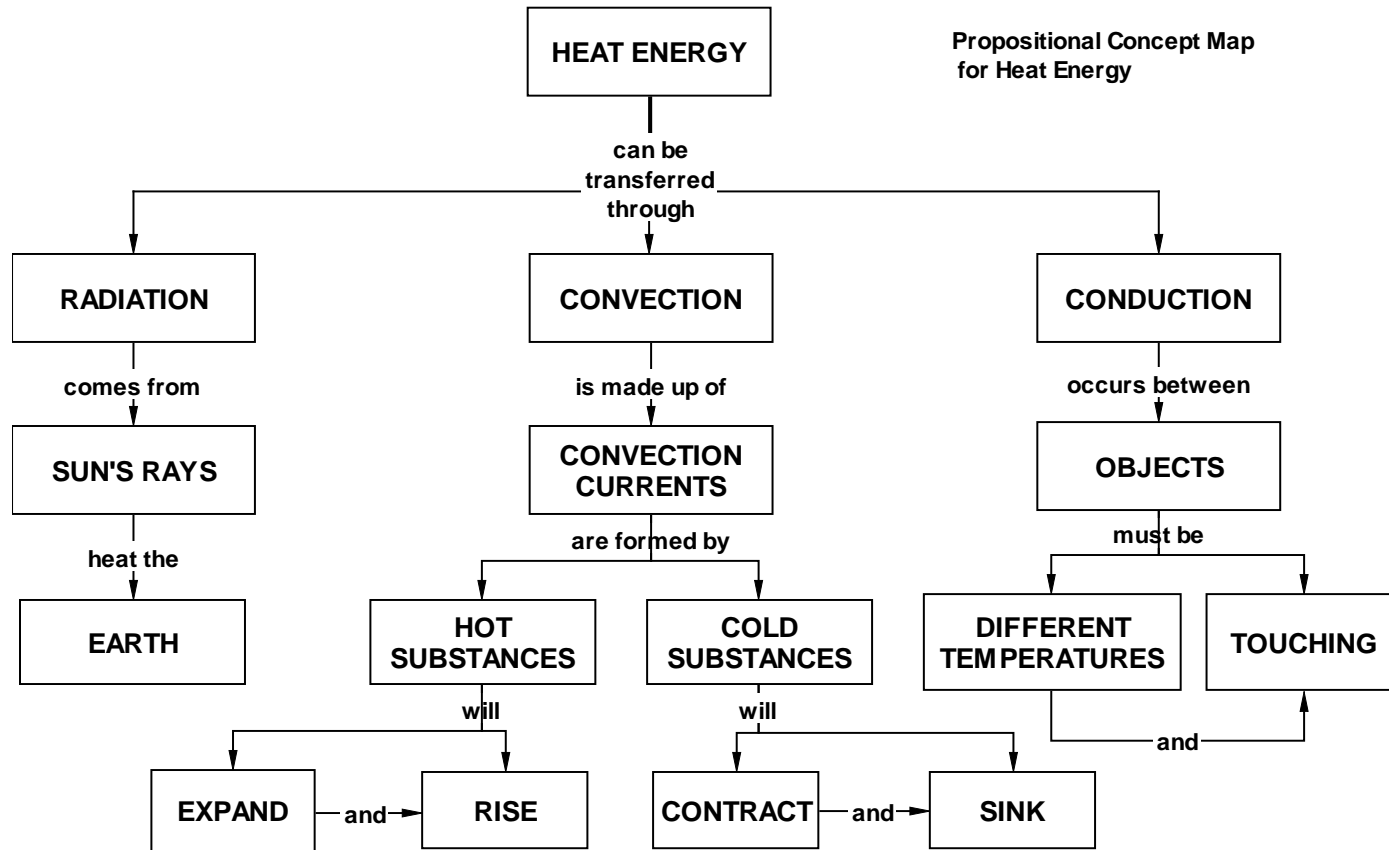 HEAT ENERGY
Propositional Concept Map
for Heat Energy
can be
transferred
through
RADIATION
CONVECTION
CONDUCTION
comes from
is made up of
occurs between
SUN'S RAYS
CONVECTION
CURRENTS
OBJECTS
heat the
are formed by
must be
EARTH
HOT
SUBSTANCES
COLD
SUBSTANCES
DIFFERENT
TEMPERATURES
TOUCHING
will
will
and
EXPAND
and
RISE
CONTRACT
and
SINK